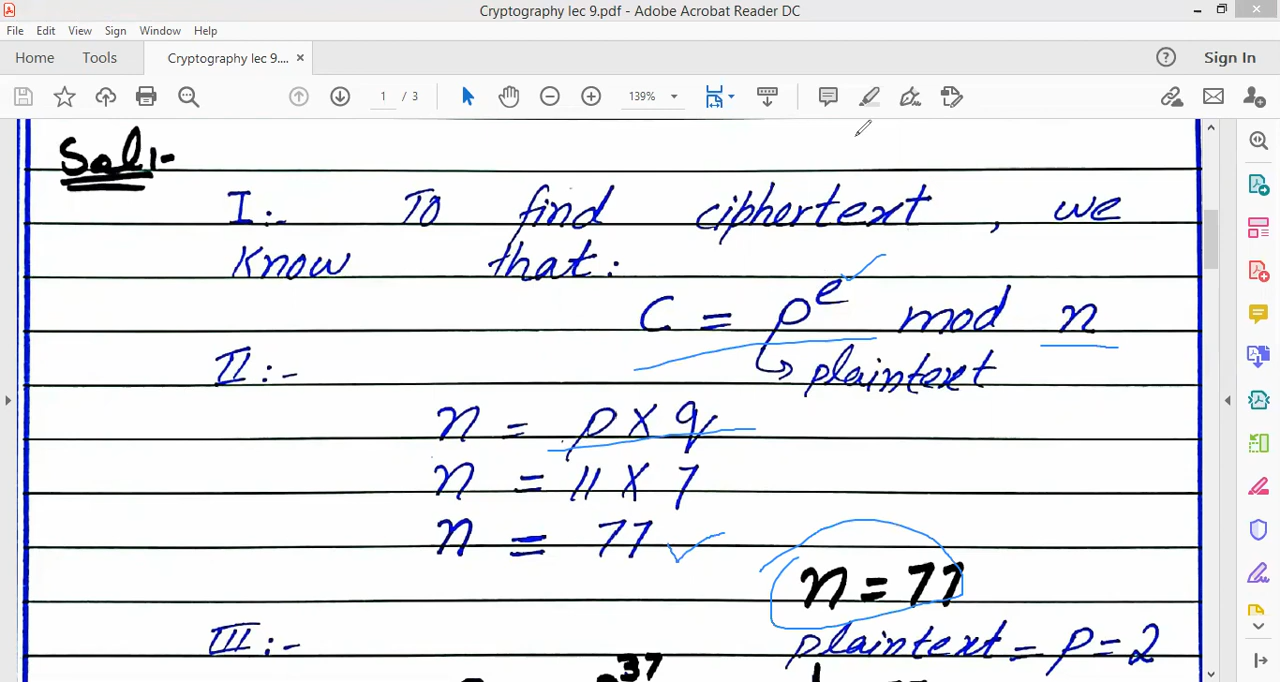 Cryptography lec 9.pdf - Adobe Acrobat Reader DC
File Edit View Sign Window Help
Home Tools Cryptography lec 9.... × Sign In
1 / 3 139%
Sol:-
I:- To find ciphertext, we
know that:
C = p^e mod n
↳ plaintext
II:-
n = p x q
n = 11 x 7
n = 77
n = 77
III:- plaintext = p = 2
37